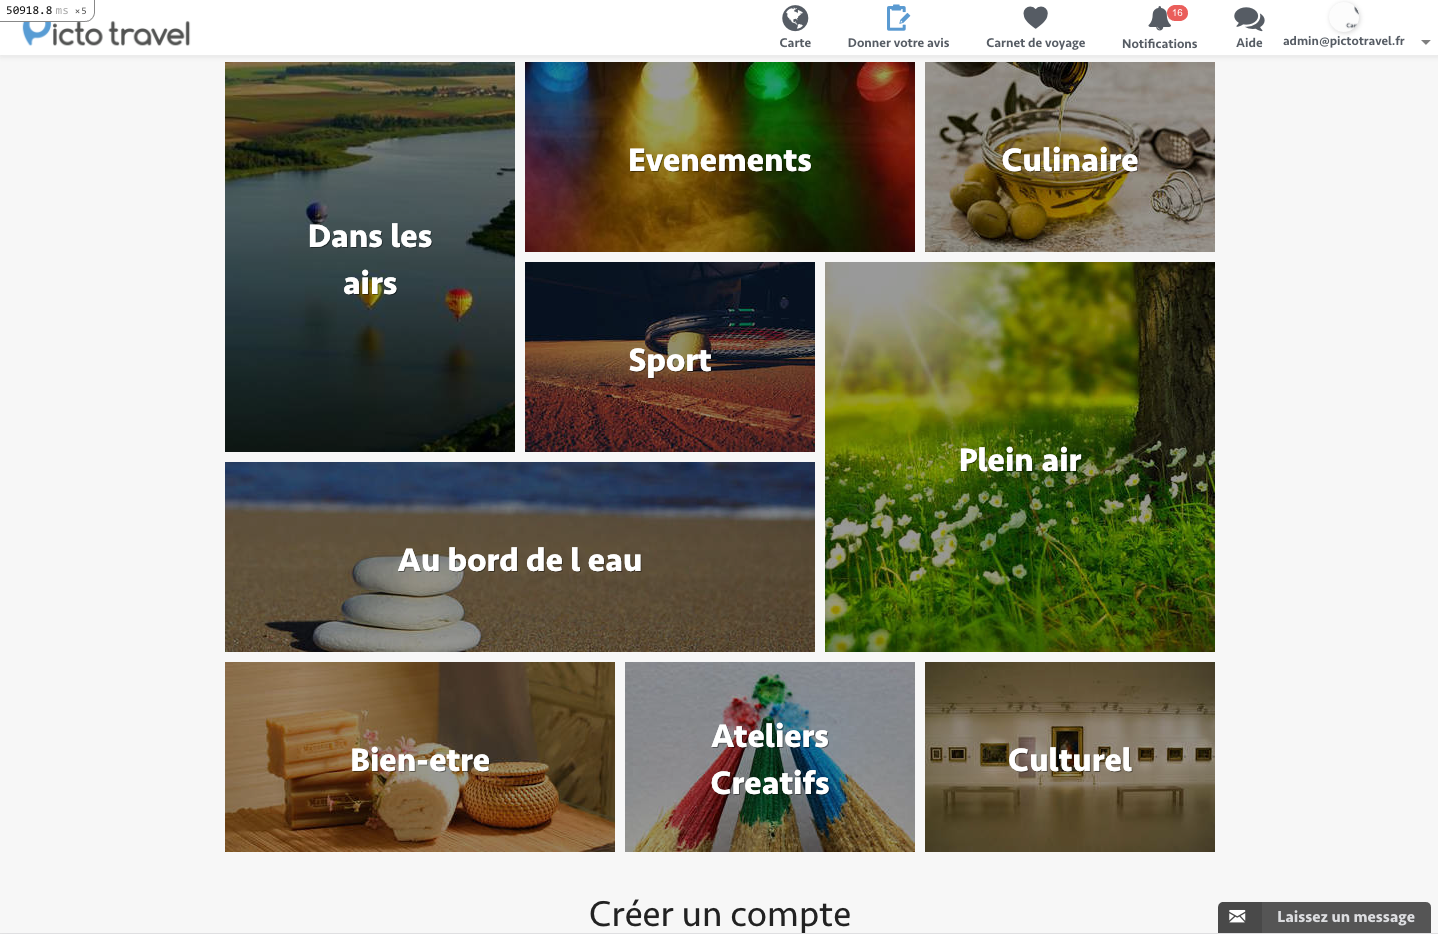 50918.8 ms ×5
Picto travel
Carte
Donner votre avis
Carnet de voyage
16
Notifications
Aide
admin@pictotravel.fr
Dans les
airs
Evenements
Culinaire
Sport
Plein air
Au bord de l eau
Bien-etre
Ateliers
Creatifs
Culturel
Créer un compte
Laissez un message